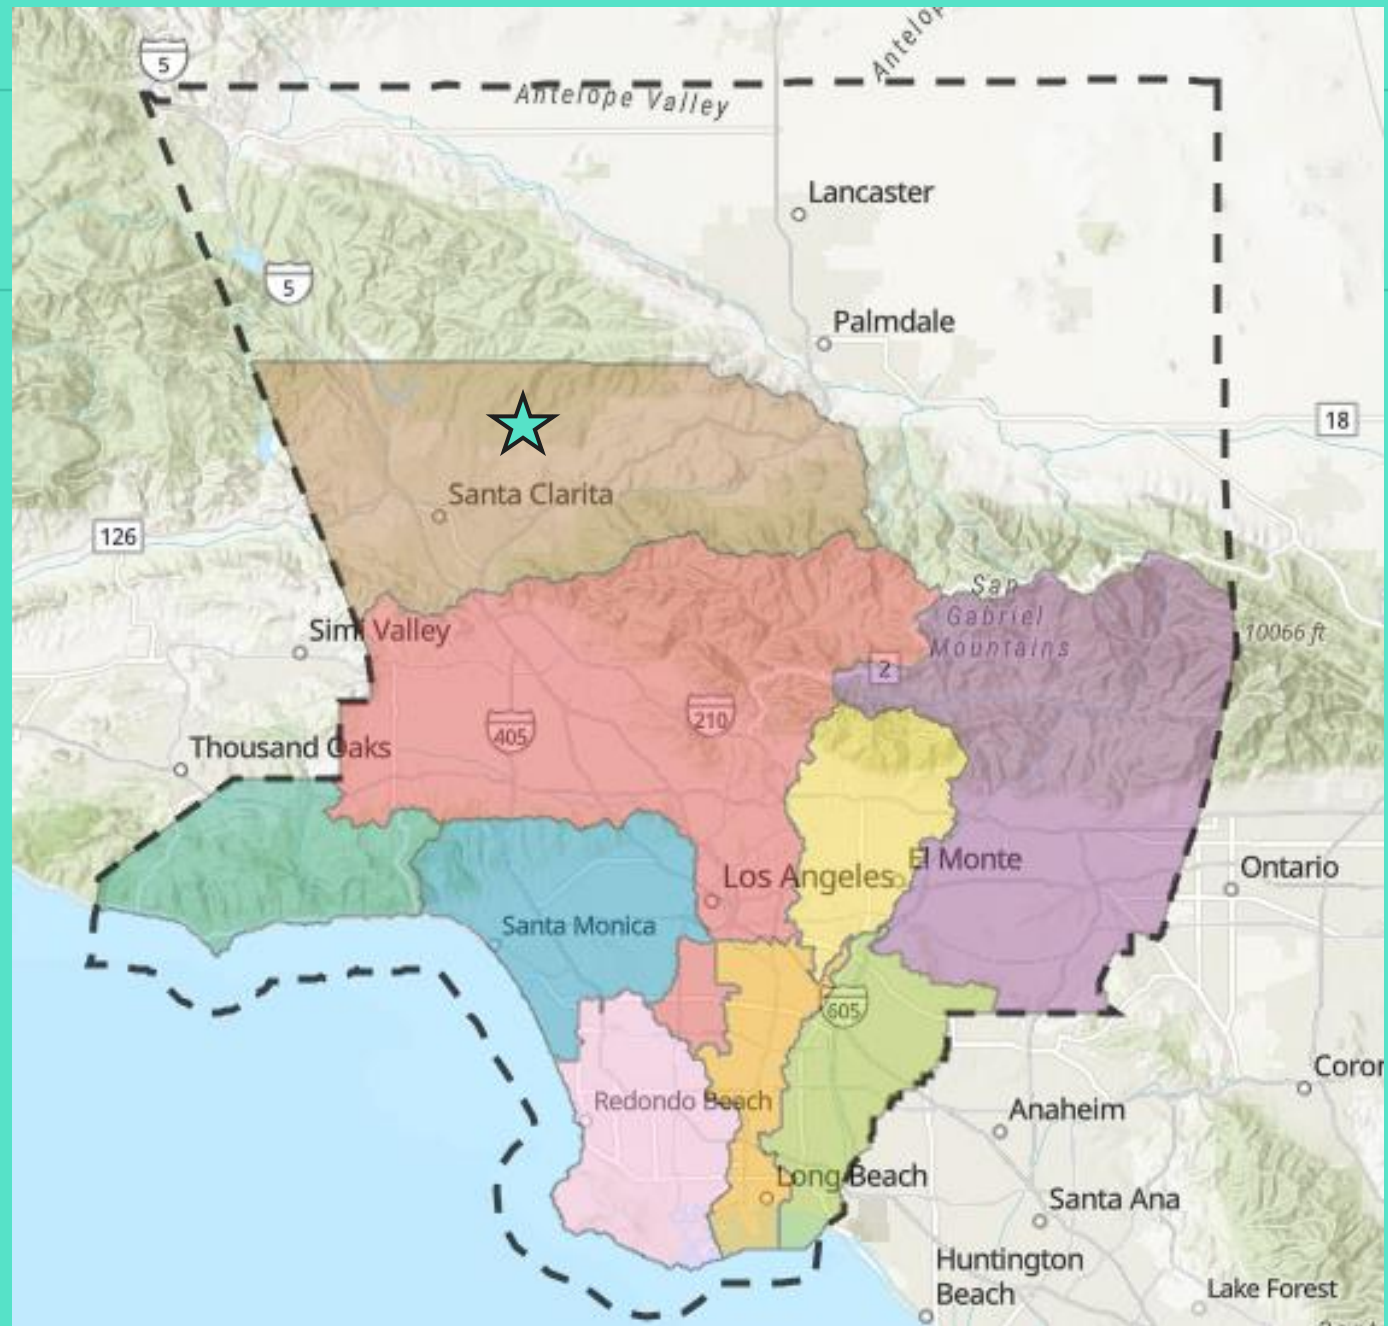 5
Antelop
Antelope Valley
Lancaster
5
Palmdale
18
Santa Clarita
126
San
Gabriel
Mountains
Simi Valley
10066 ft
2
210
405
Thousand Oaks
El Monte
Ontario
Los Angeles
Santa Monica
605
Coror
Redondo Beach
Anaheim
Long Beach
Santa Ana
Huntington
Beach
Lake Forest